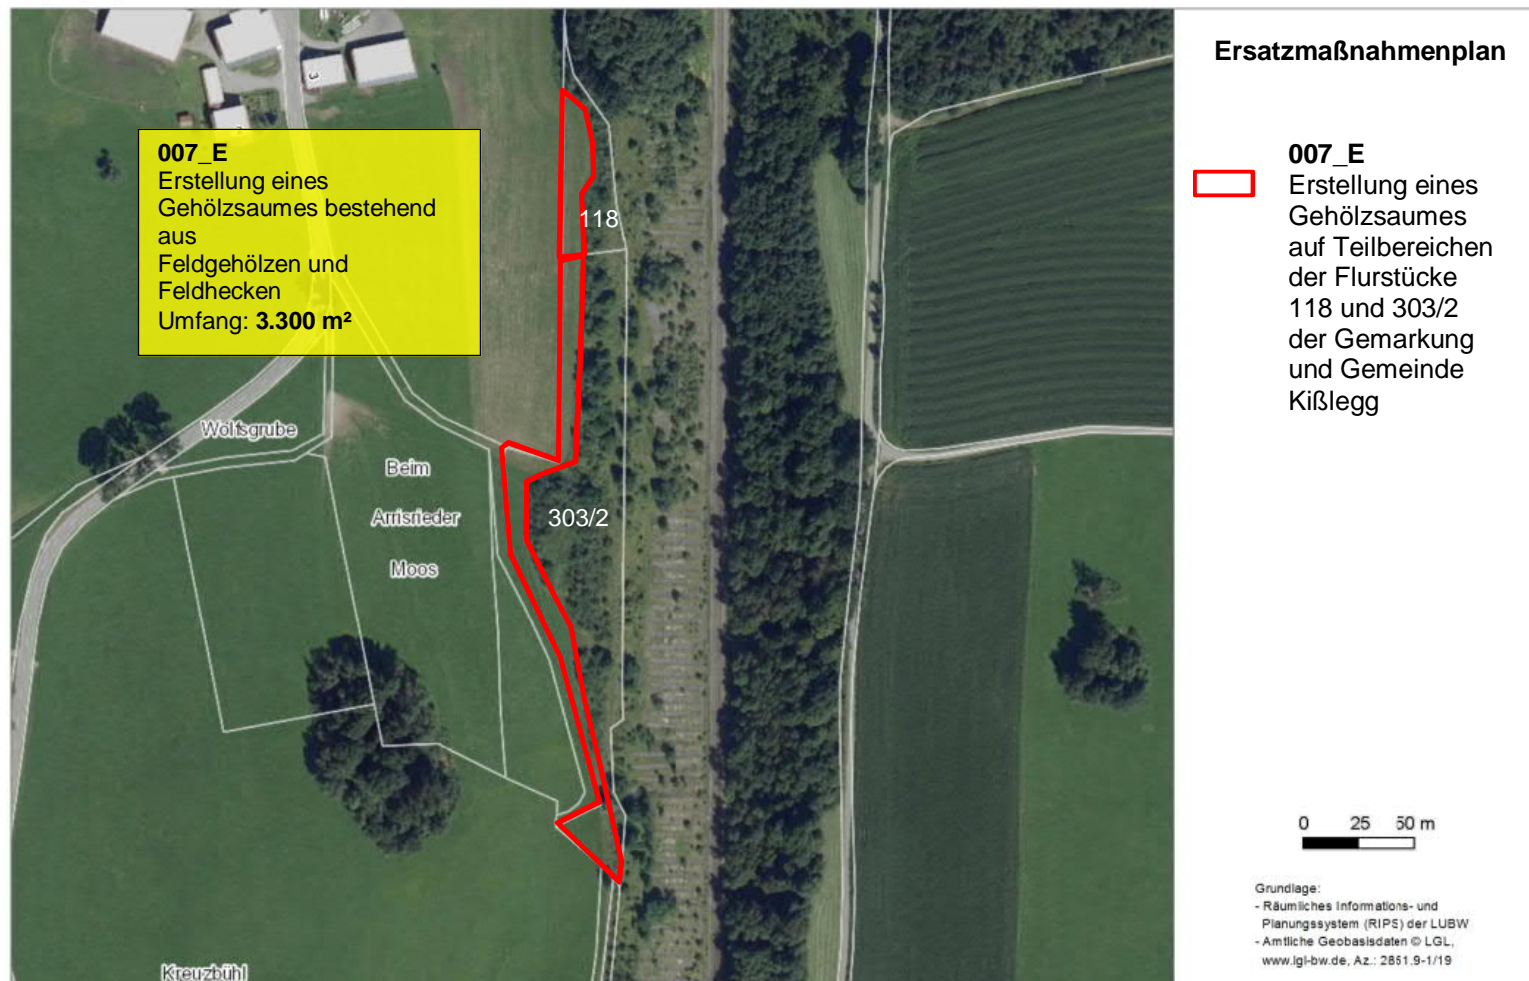 Ersatzmaßnahmenplan
007_E
Erstellung eines
Gehölzsaumes bestehend
aus
Feldgehölzen und
Feldhecken
Umfang: 3.300 m²
007_E
Erstellung eines
Gehölzsaumes
auf Teilbereichen
der Flurstücke
118 und 303/2
der Gemarkung
und Gemeinde
Kißlegg
3
118
Wolfsgrube
Beim
Arrisrieder
Moos
303/2
Kreuzbühl
0 25 50 m
Grundlage:
- Räumliches Informations- und
Planungssystem (RIPS) der LUBW
- Amtliche Geobasisdaten © LGL,
www.lgl-bw.de, Az.: 2851.9-1/19